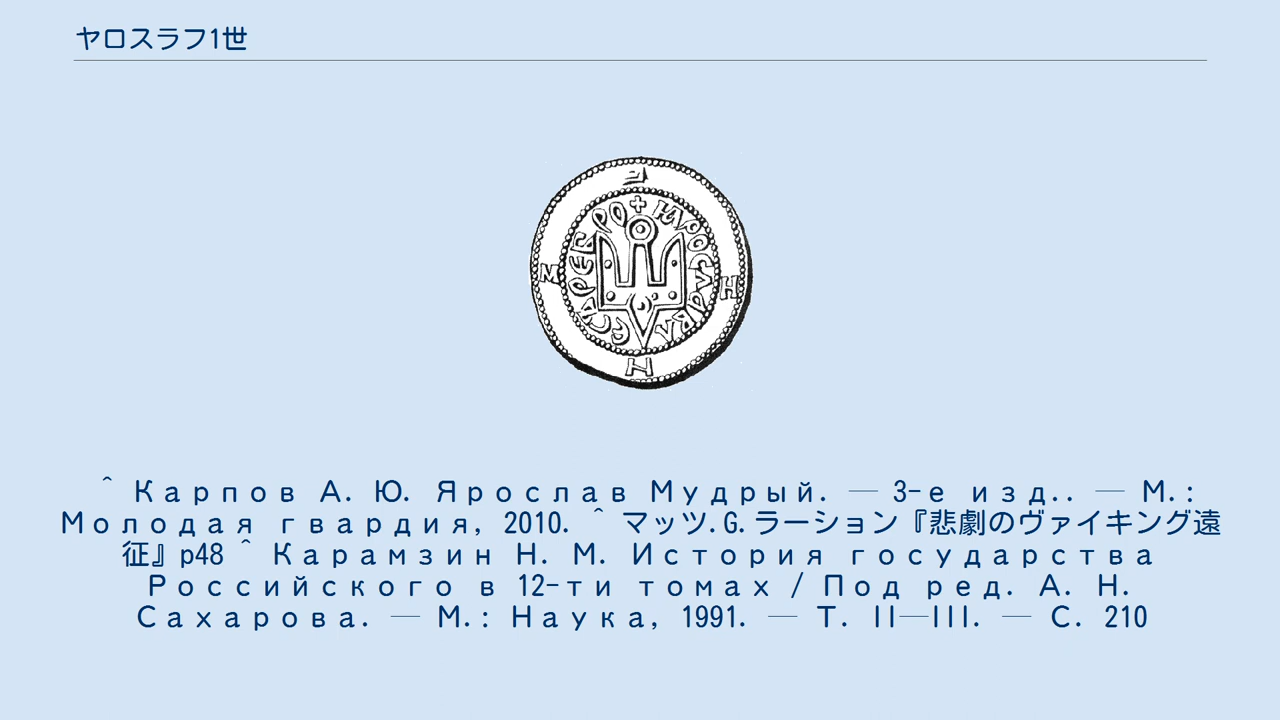 ヤロスラフ1世
^ Карпов А. Ю. Ярослав Мудрый. — 3-е изд.. — М.:
Молодая гвардия, 2010. ^ マッツ.G.ラーション『悲劇のヴァイキング遠
征』p48 ^ Карамзин Н. М. История государства
Российского в 12-ти томах / Под ред. А. Н.
Сахарова. — М.: Наука, 1991. — Т. II—III. — С. 210